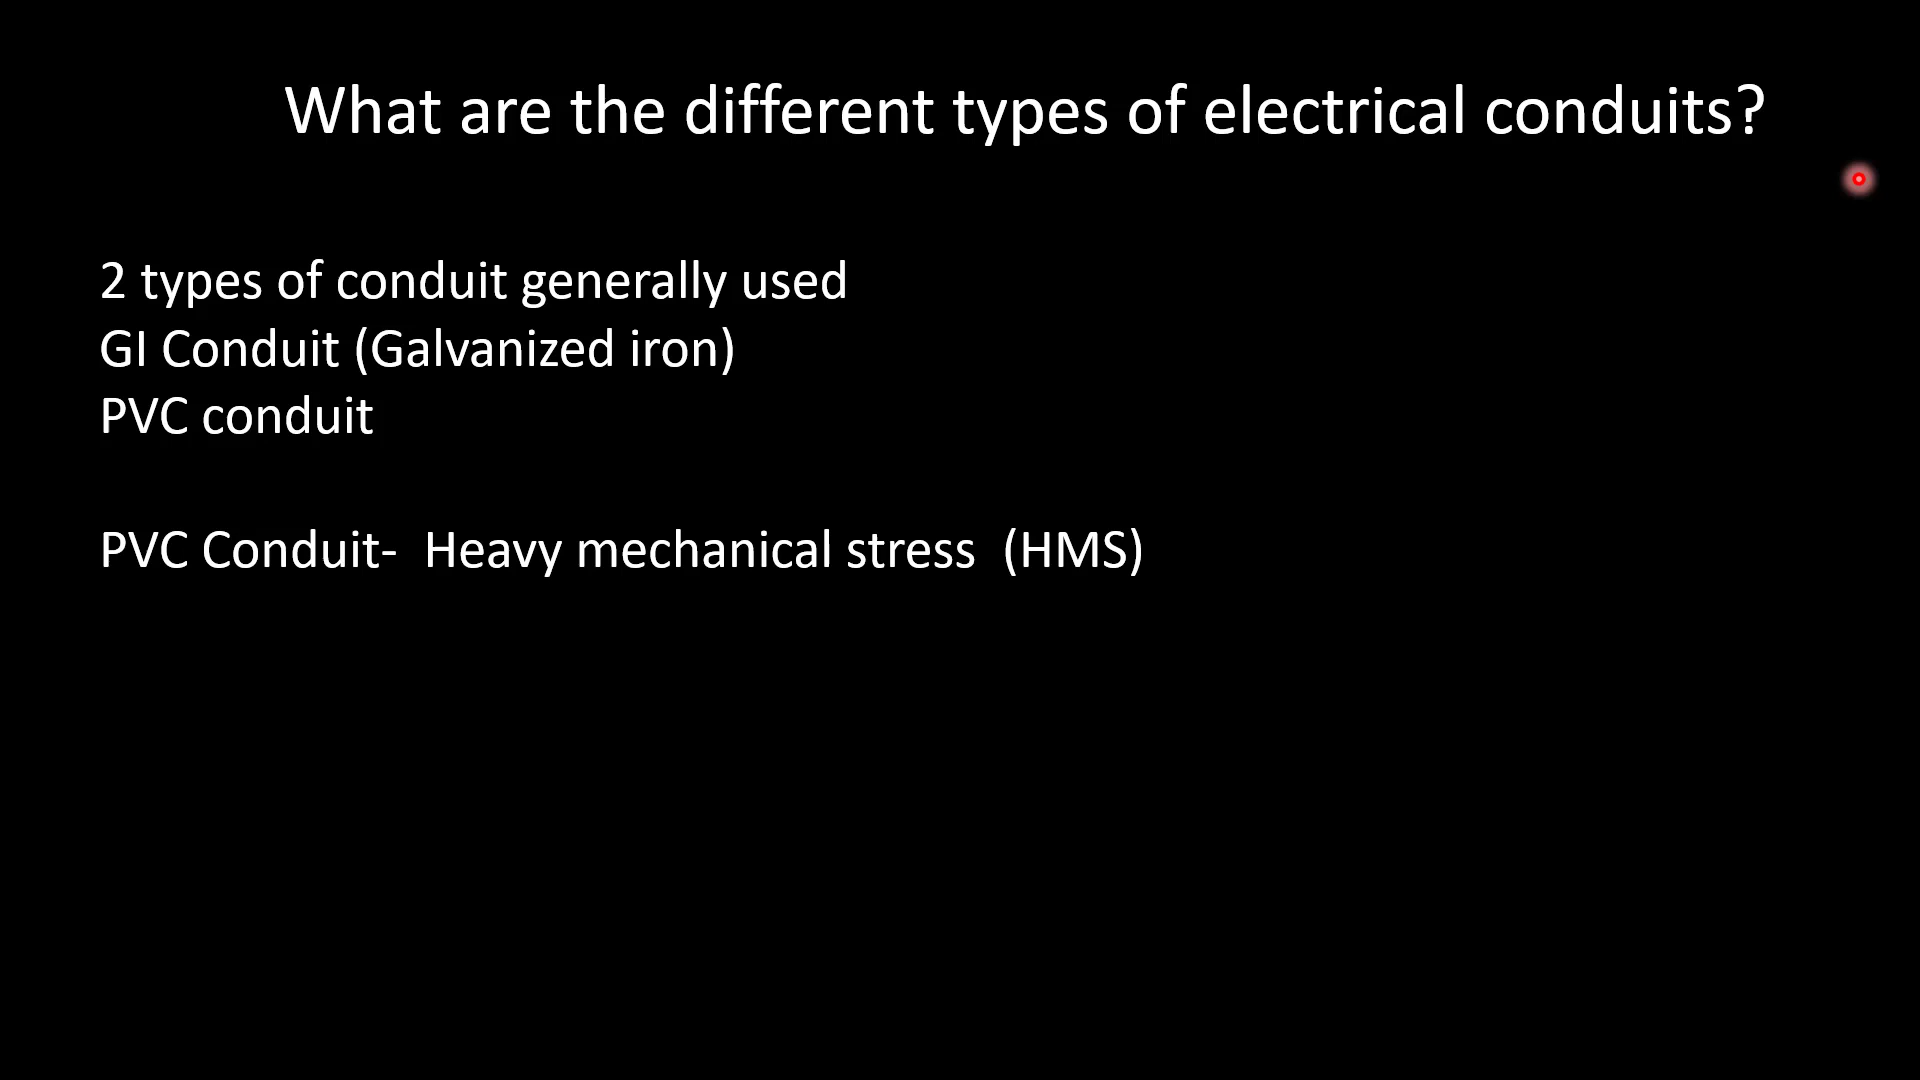 What are the different types of electrical conduits?
2 types of conduit generally used
GI Conduit (Galvanized iron)
PVC conduit
PVC Conduit-  Heavy mechanical stress  (HMS)